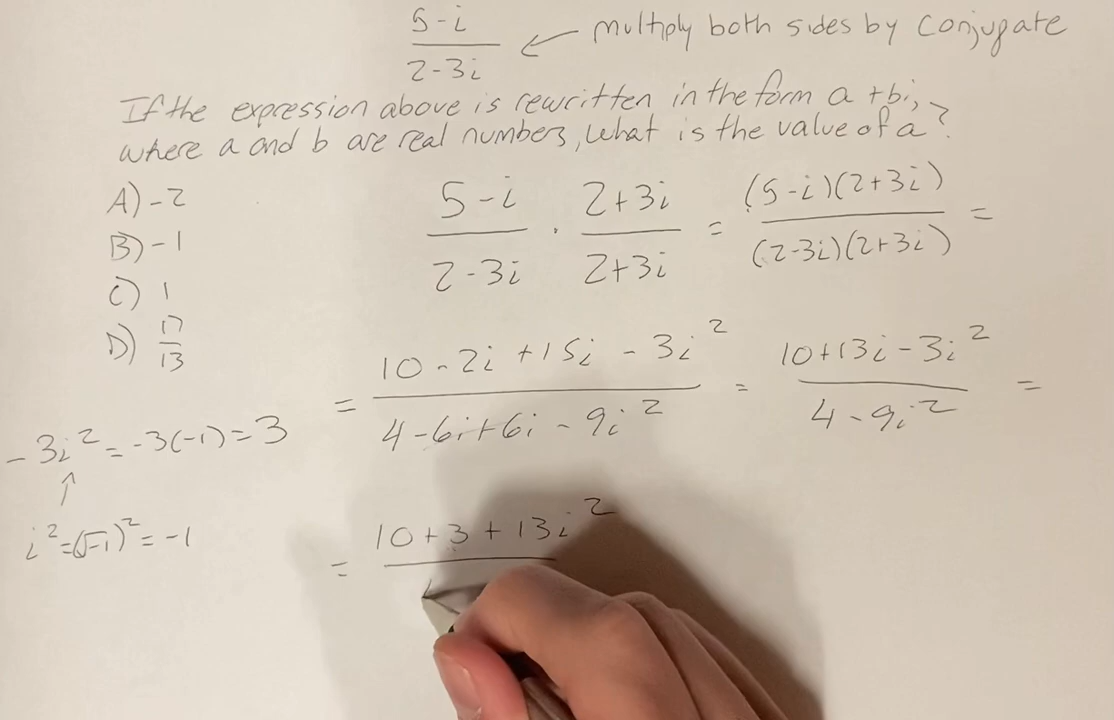 5-i
2-3i
← multiply both sides by conjugate
If the expression above is rewritten in the form a+bi,
where a and b are real numbers, what is the value of a?
A) -2
B) -1
C) 1
D) 17/13
5-i / 2-3i · 2+3i / 2+3i = (5-i)(2+3i) / (2-3i)(2+3i) =
= 10-2i+15i-3i² / 4-6i+6i-9i² = 10+13i-3i² / 4-9i² =
-3i²=-3(-1)=3
↑
i²=(√-1)²=-1
= 10+3+13i²